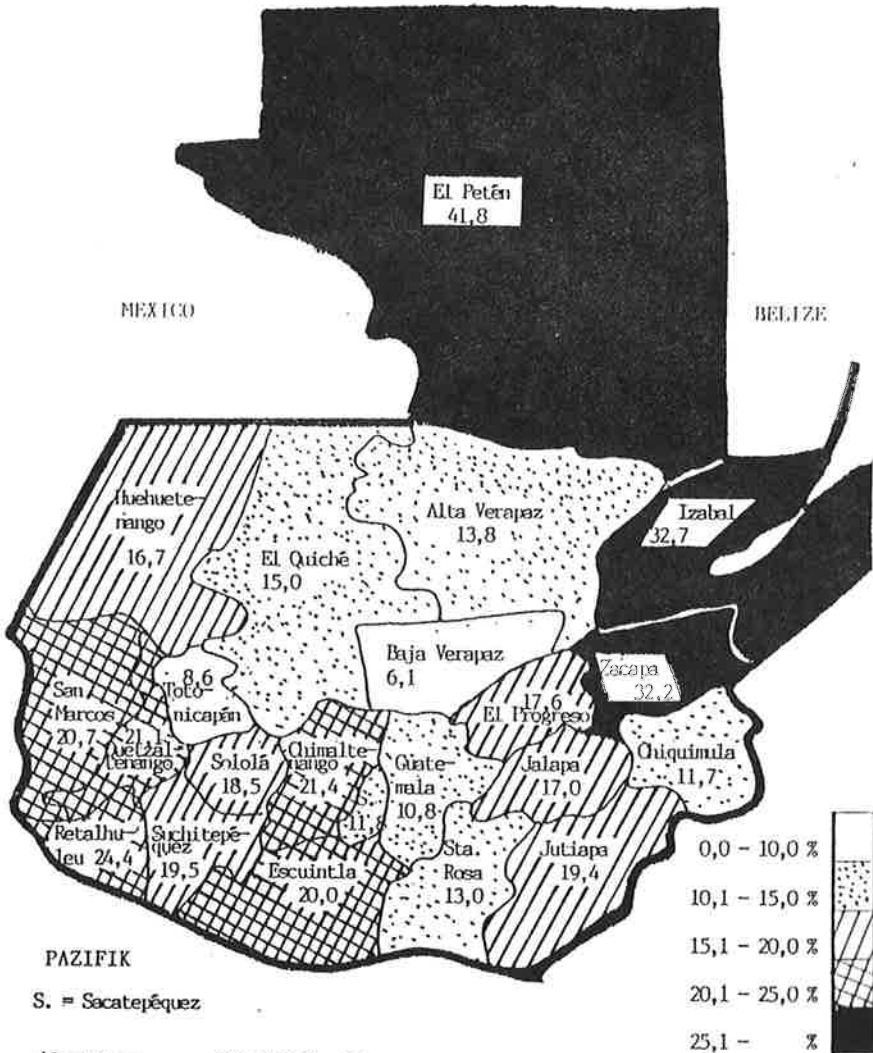 El Petén
41,8
MEXICO
BELIZE
Huehuete-
nango
16,7
El Quiché
15,0
Alta Verapaz
13,8
Izabal
32,7
Baja Verapaz
6,1
Zacapa
32,2
8,6
Toto-
nicapán
San
Marcos
20,7
21,1
Quetzal-
tenango
Sololá
18,5
Chimalte-
nango
21,4
Guate-
mala
10,8
17,6
El Progreso
Jalapa
17,0
Chiquimula
11,7
Retalhu-
leu 24,4
Suchitepé-
quez
19,5
S.
Escuintla
20,0
Sta.
Rosa
13,0
Jutiapa
19,4
0,0 - 10,0 %
10,1 - 15,0 %
15,1 - 20,0 %
20,1 - 25,0 %
25,1 - %
PAZIFIK
S. = Sacatepéquez